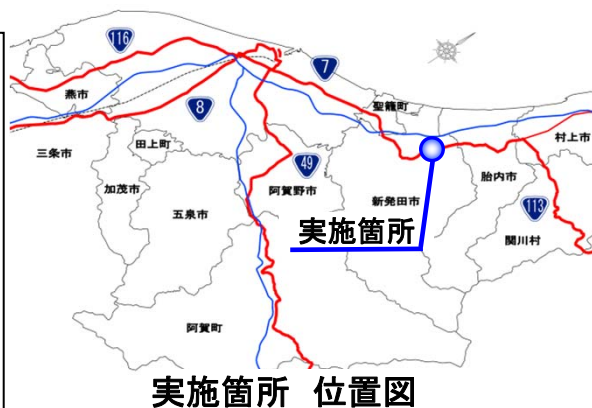 116
7
燕市
8
聖籠町
三条市
田上町
49
村上市
加茂市
阿賀野市
新発田市
胎内市
五泉市
113
実施箇所
関川村
阿賀町
実施箇所 位置図